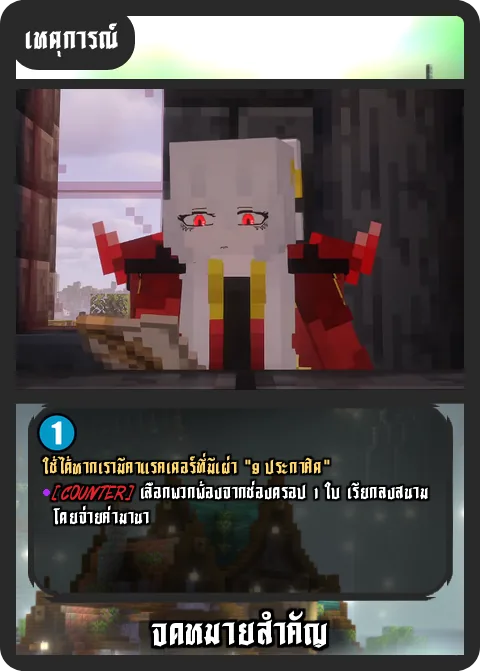 เหตุการณ์
1
ใช้ได้หากเรามีคาแรคเตอร์ที่มีเผ่า "9 ประกาศิต"
•[COUNTER] เลือกพวกพ้องจากช่องดรอป 1 ใบ เรียกลงสนาม
โดยจ่ายค่ามานา
จดหมายสำคัญ